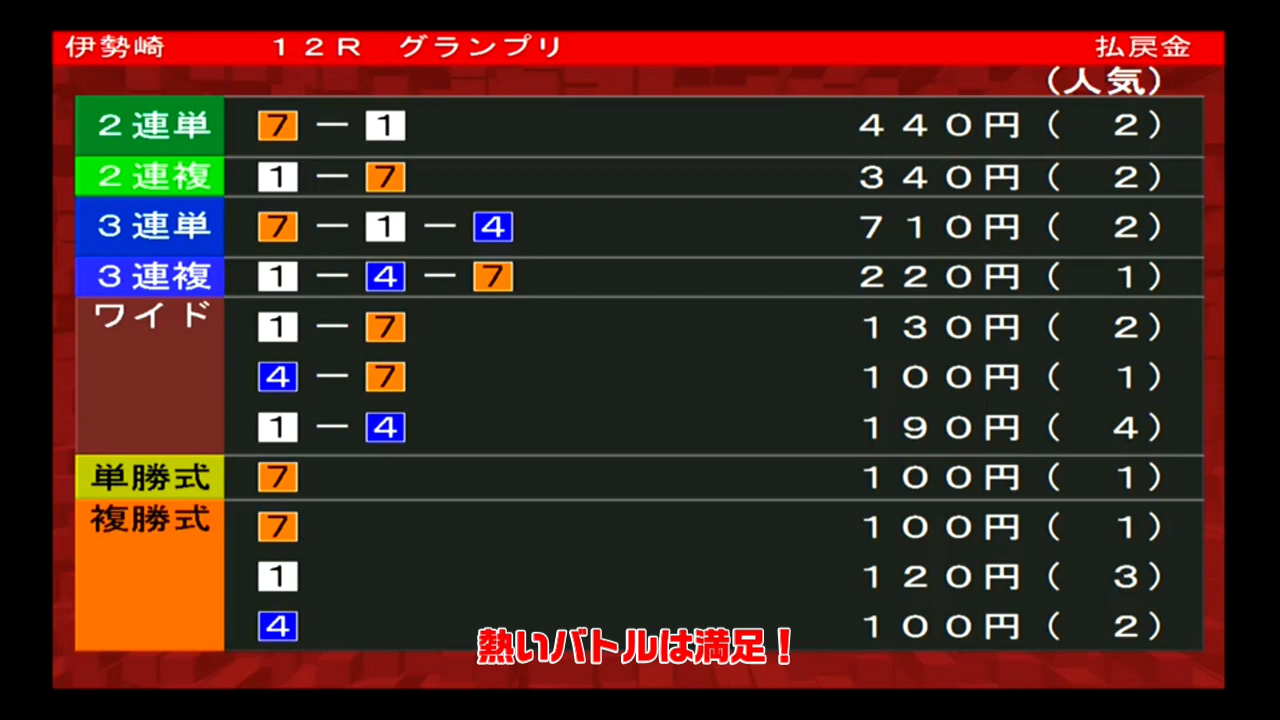 伊勢崎 12R グランプリ 払戻金
(人気)
2連単 7 ー 1 440円 ( 2)
2連複 1 ー 7 340円 ( 2)
3連単 7 ー 1 ー 4 710円 ( 2)
3連複 1 ー 4 ー 7 220円 ( 1)
ワイド 1 ー 7 130円 ( 2)
4 ー 7 100円 ( 1)
1 ー 4 190円 ( 4)
単勝式 7 100円 ( 1)
複勝式 7 100円 ( 1)
1 120円 ( 3)
4 100円 ( 2)
熱いバトルは満足!